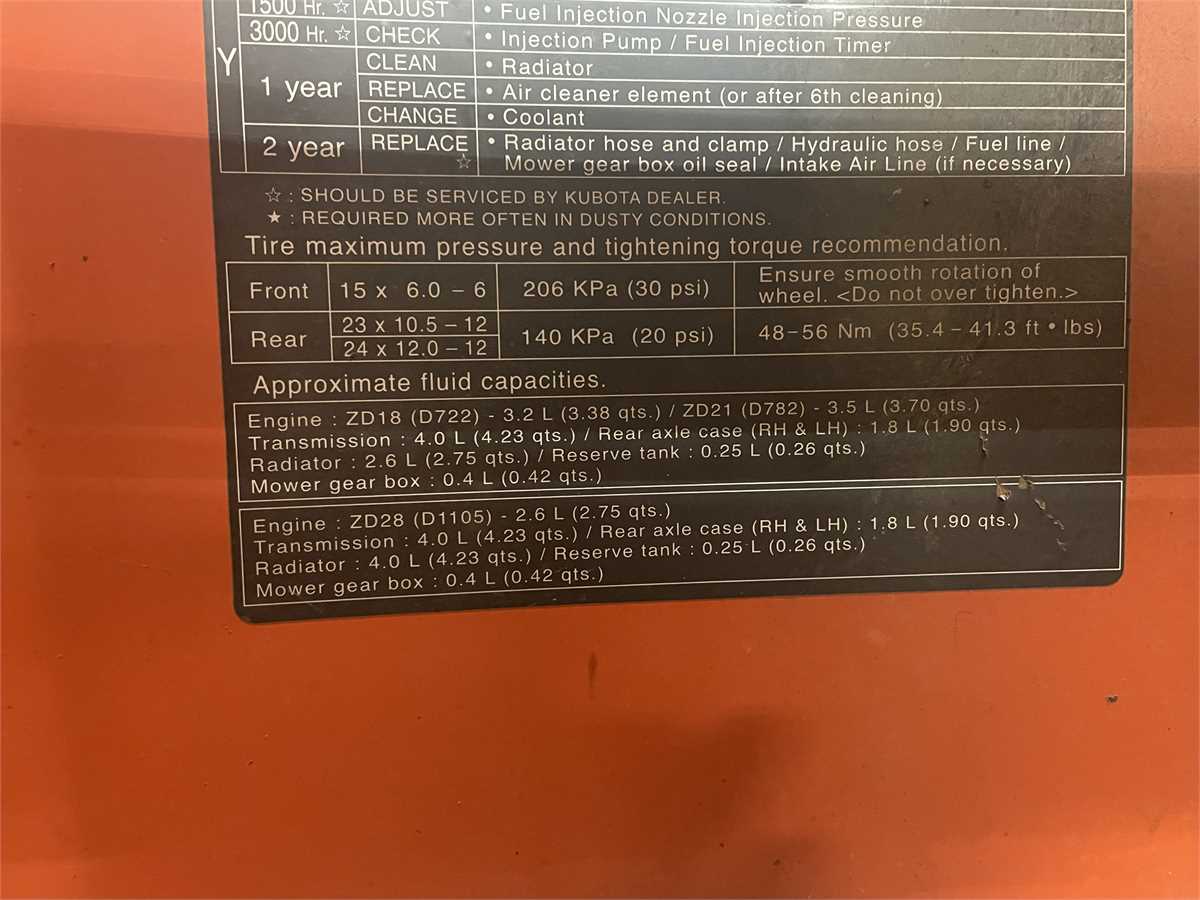 1500 Hr. ☆ ADJUST • Fuel Injection Nozzle Injection Pressure
3000 Hr. ☆ CHECK • Injection Pump / Fuel Injection Timer
Y
1 year CLEAN • Radiator
REPLACE • Air cleaner element (or after 6th cleaning)
CHANGE • Coolant
2 year REPLACE ☆ • Radiator hose and clamp / Hydraulic hose / Fuel line /
Mower gear box oil seal / Intake Air Line (if necessary)
☆ : SHOULD BE SERVICED BY KUBOTA DEALER.
★ : REQUIRED MORE OFTEN IN DUSTY CONDITIONS.
Tire maximum pressure and tightening torque recommendation.
Front 15 x 6.0 – 6 206 KPa (30 psi) Ensure smooth rotation of
wheel. <Do not over tighten.>
Rear 23 x 10.5 – 12 140 KPa (20 psi) 48–56 Nm (35.4 – 41.3 ft • lbs)
24 x 12.0 – 12
Approximate fluid capacities.
Engine : ZD18 (D722) - 3.2 L (3.38 qts.) / ZD21 (D782) - 3.5 L (3.70 qts.)
Transmission : 4.0 L (4.23 qts.) / Rear axle case (RH & LH) : 1.8 L (1.90 qts.)
Radiator : 2.6 L (2.75 qts.) / Reserve tank : 0.25 L (0.26 qts.)
Mower gear box : 0.4 L (0.42 qts.)
Engine : ZD28 (D1105) - 2.6 L (2.75 qts.)
Transmission : 4.0 L (4.23 qts.) / Rear axle case (RH & LH) : 1.8 L (1.90 qts.)
Radiator : 4.0 L (4.23 qts.) / Reserve tank : 0.25 L (0.26 qts.)
Mower gear box : 0.4 L (0.42 qts.)